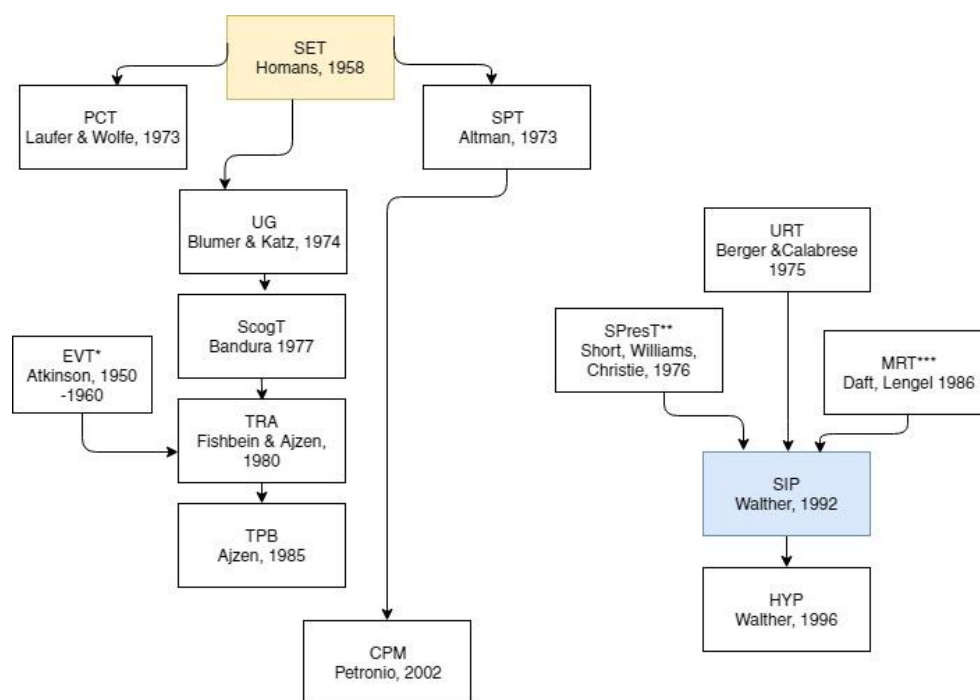 SET
Homans, 1958
PCT
Laufer & Wolfe, 1973
SPT
Altman, 1973
UG
Blumer & Katz, 1974
URT
Berger &Calabrese
1975
ScogT
Bandura 1977
SPresT**
Short, Williams,
Christie, 1976
EVT*
Atkinson, 1950
-1960
MRT***
Daft, Lengel 1986
TRA
Fishbein & Ajzen,
1980
SIP
Walther, 1992
TPB
Ajzen, 1985
HYP
Walther, 1996
CPM
Petronio, 2002